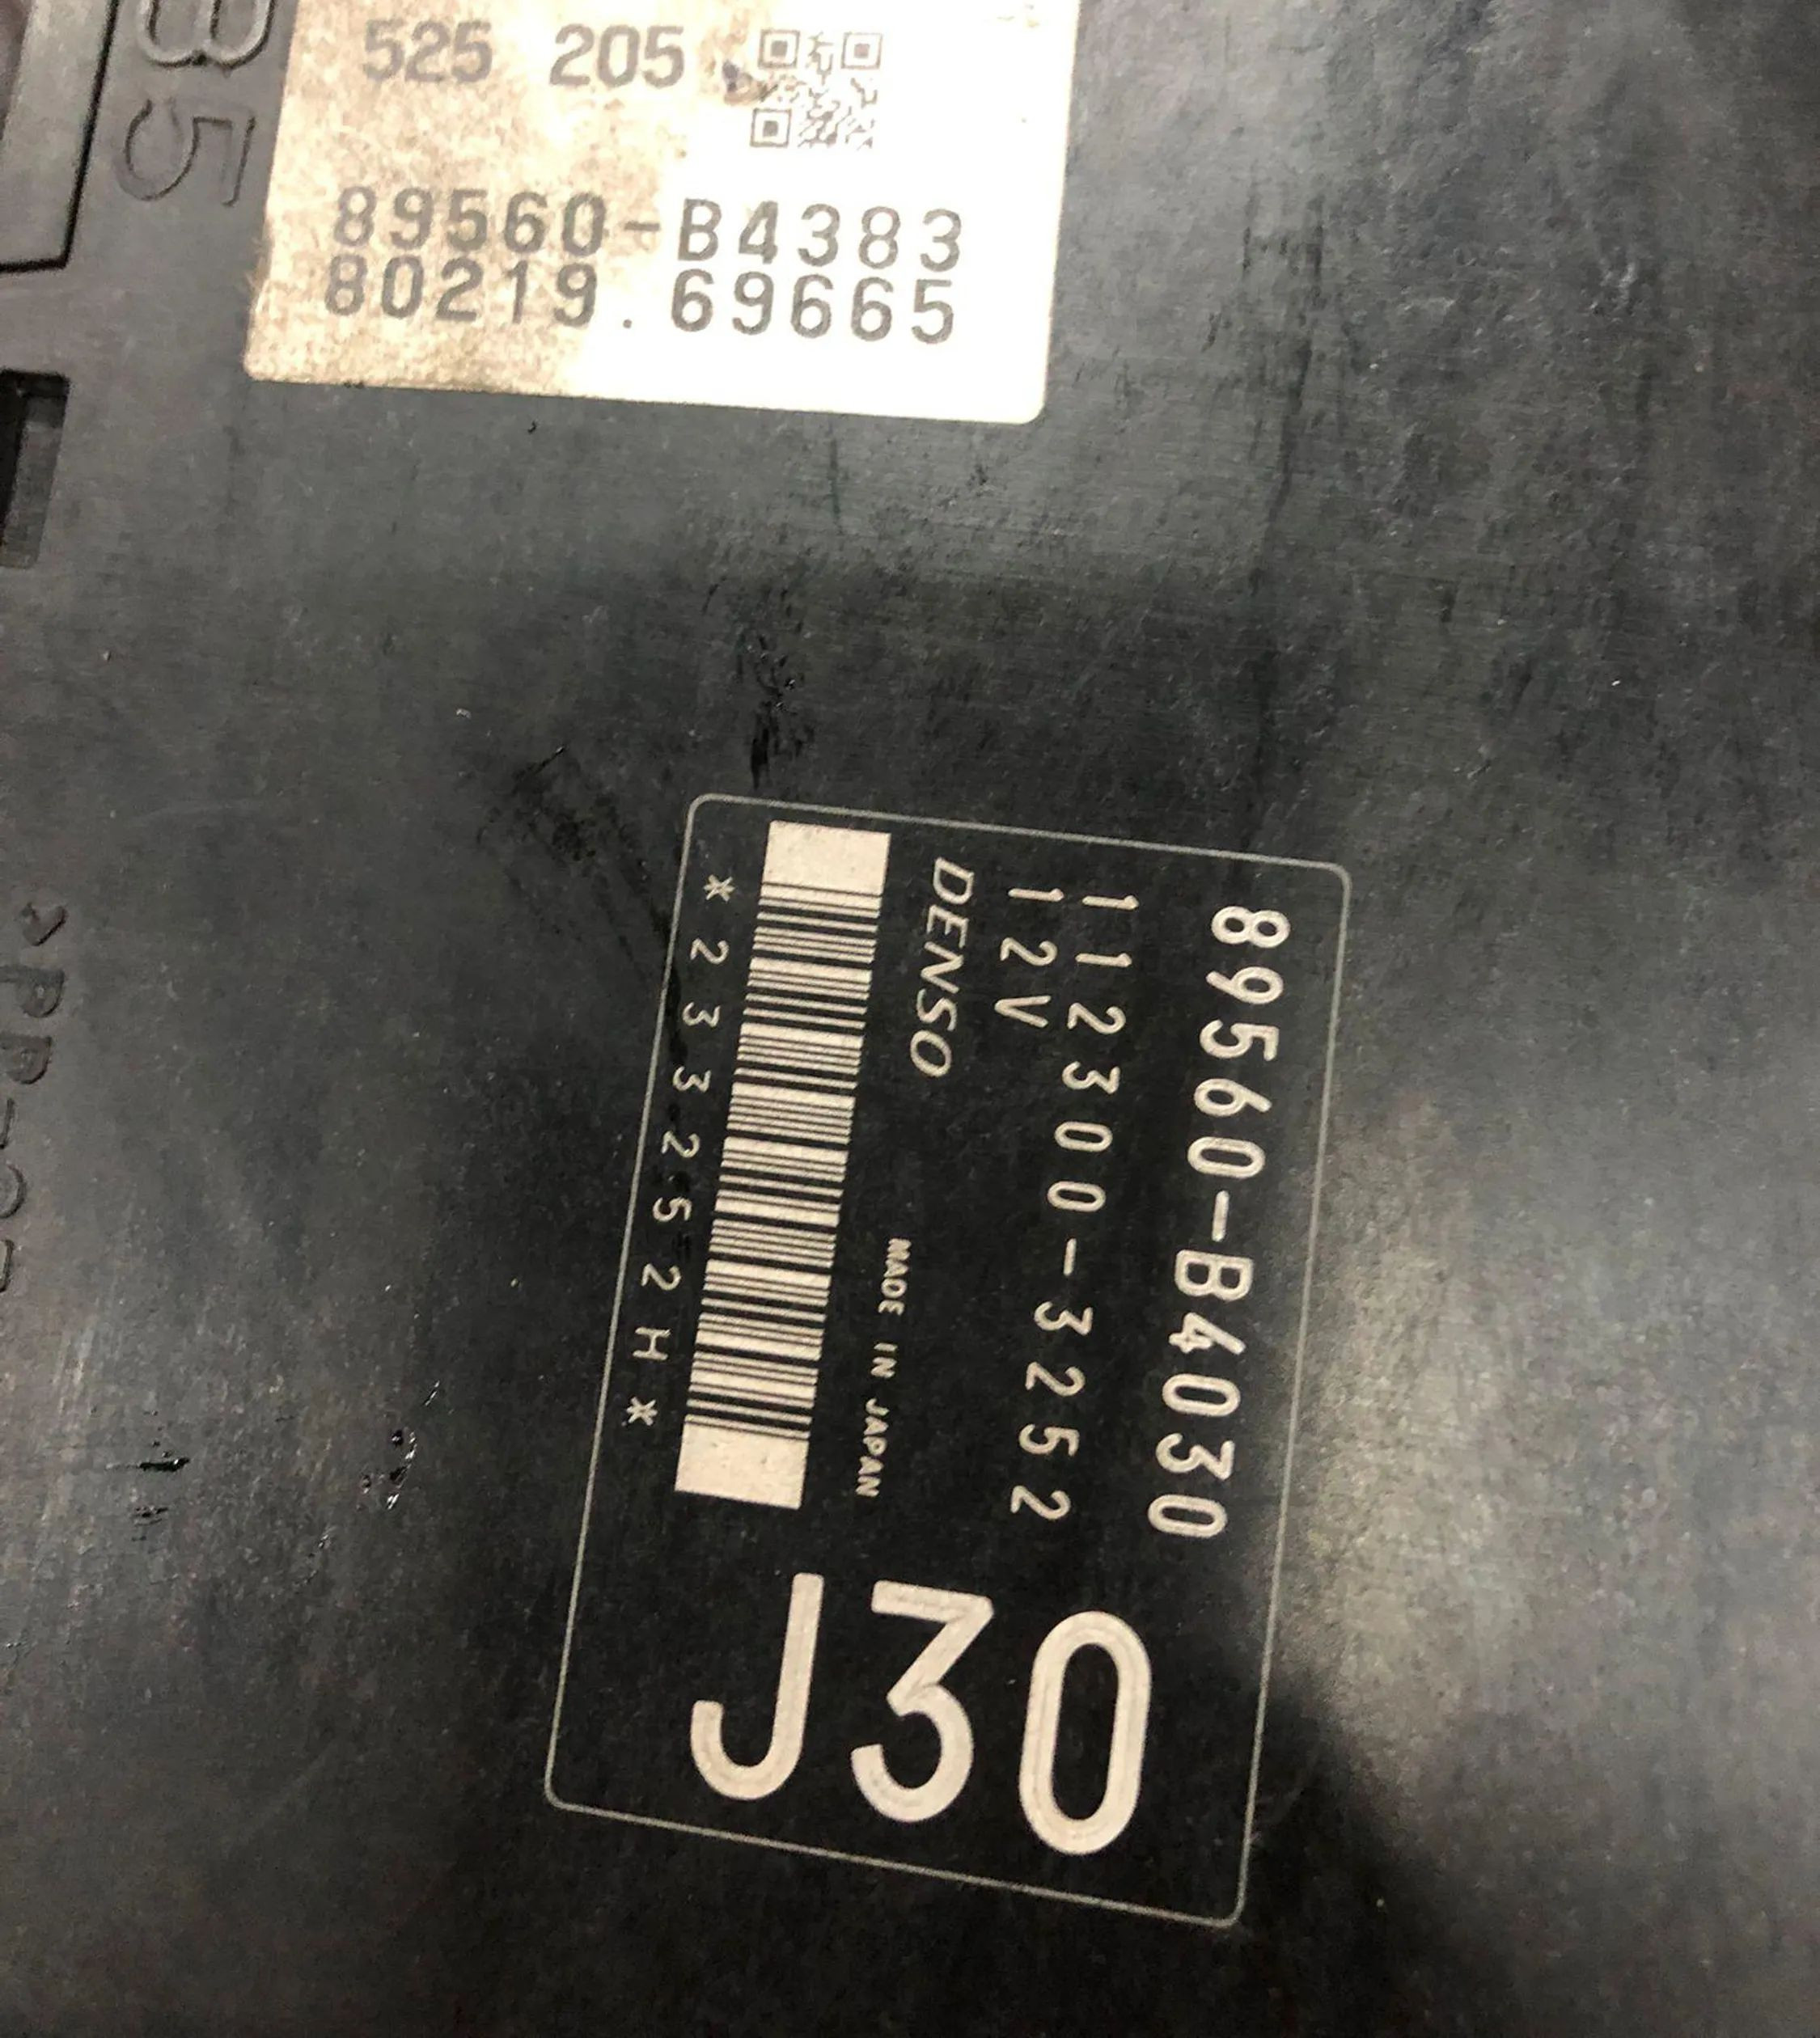 525 205
89560-B4383
80219.69665
89560-B4030
112300-3252
12V
DENSO
MADE IN JAPAN
*233252H*
J30